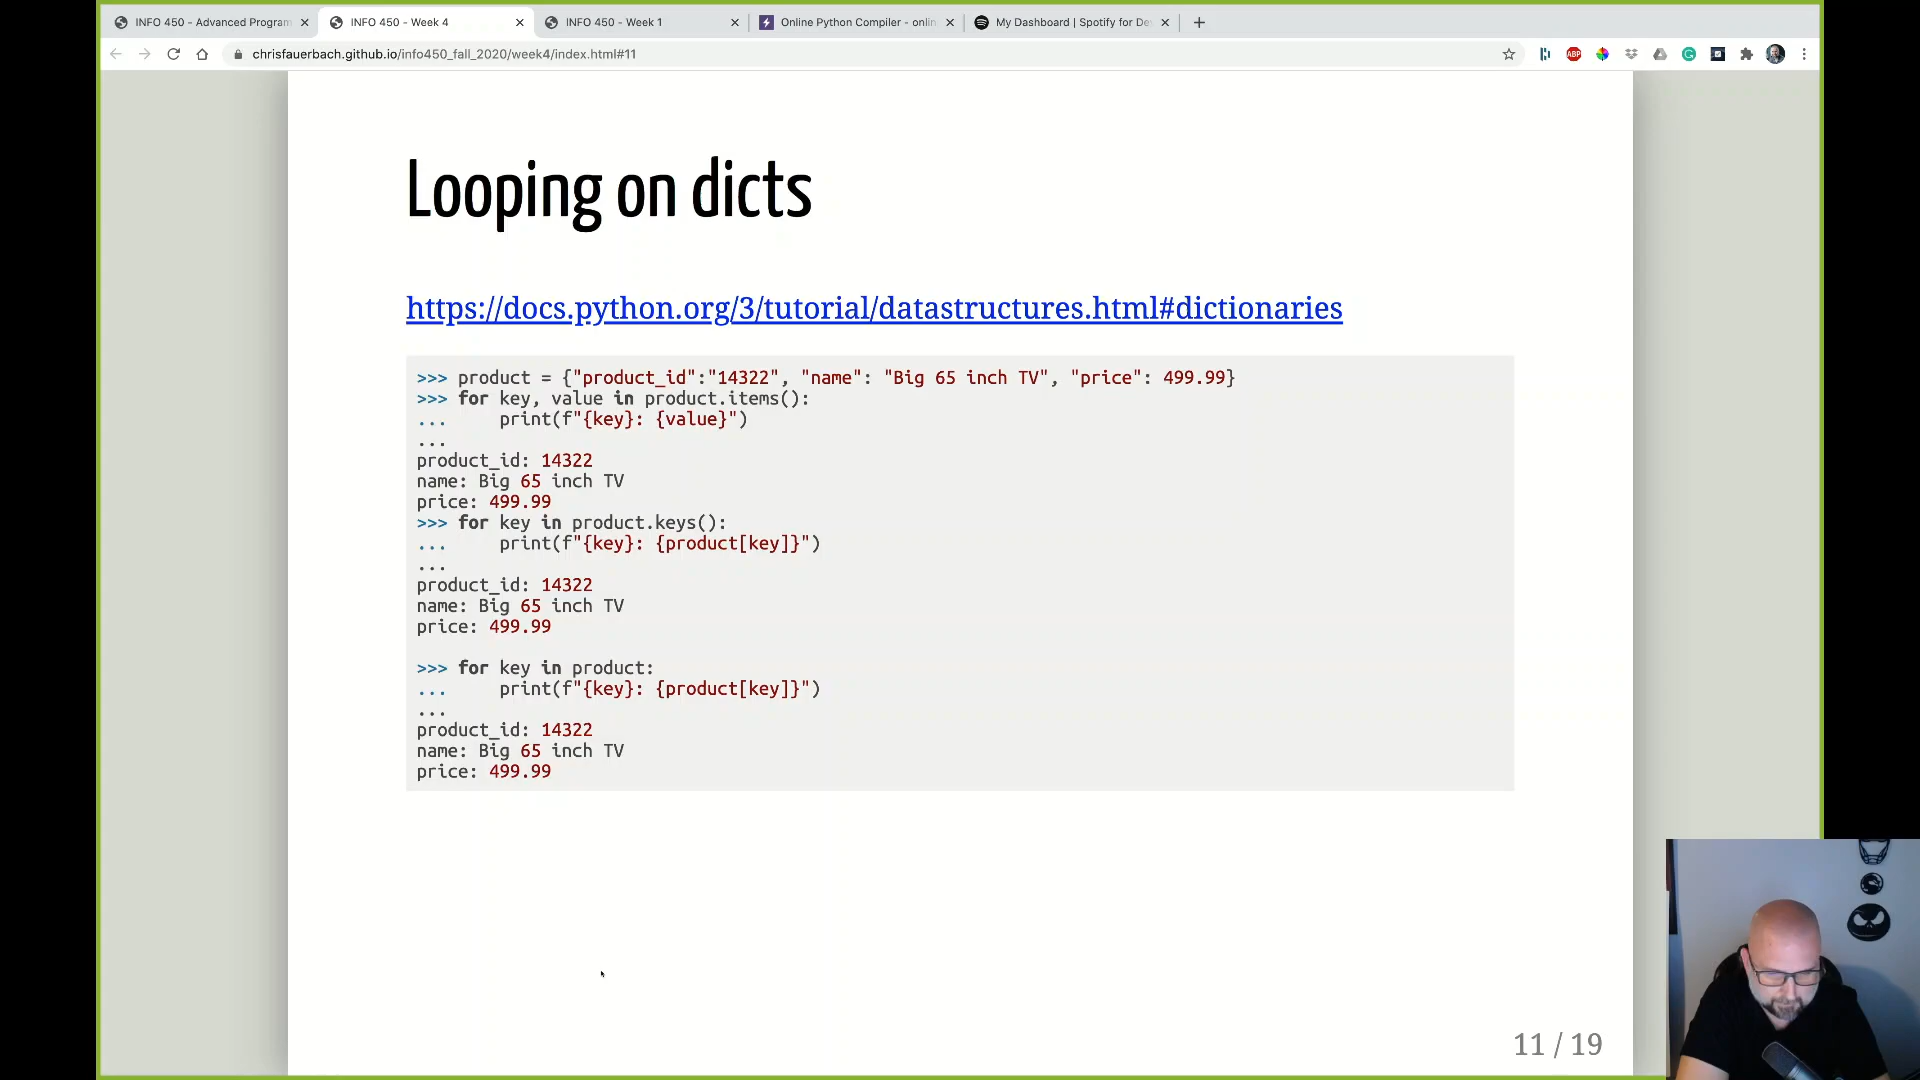 INFO 450 - Advanced Program
INFO 450 - Week 4
INFO 450 - Week 1
Online Python Compiler - onlin
My Dashboard | Spotify for De
chrisfauerbach.github.io/info450_fall_2020/week4/index.html#11
ABP
Looping on dicts
https://docs.python.org/3/tutorial/datastructures.html#dictionaries
>>> product = {"product_id":"14322", "name": "Big 65 inch TV", "price": 499.99}
>>> for key, value in product.items():
...     print(f"{key}: {value}")
...
product_id: 14322
name: Big 65 inch TV
price: 499.99
>>> for key in product.keys():
...     print(f"{key}: {product[key]}")
...
product_id: 14322
name: Big 65 inch TV
price: 499.99
>>> for key in product:
...     print(f"{key}: {product[key]}")
...
product_id: 14322
name: Big 65 inch TV
price: 499.99
11 / 19